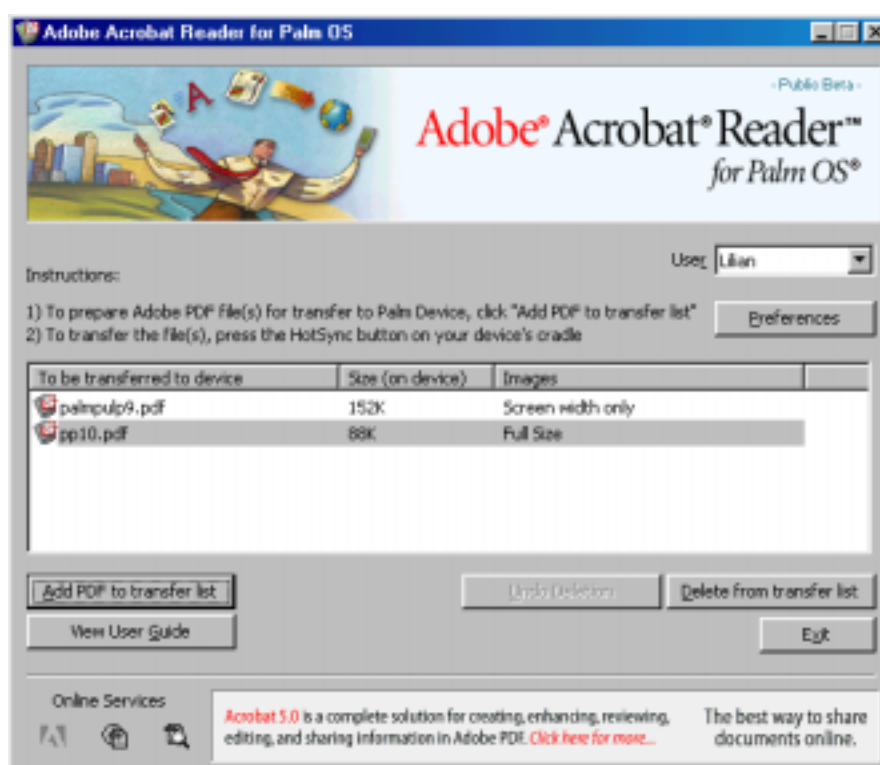 Adobe Acrobat Reader for Palm OS
- Public Beta -
Adobe® Acrobat® Reader™
for Palm OS®
User Lilian
Instructions:
1) To prepare Adobe PDF file(s) for transfer to Palm Device, click "Add PDF to transfer list"
2) To transfer the file(s), press the HotSync button on your device's cradle
Preferences
To be transferred to device Size (on device) Images
palmpulp9.pdf 152K Screen width only
pp10.pdf 88K Full Size
Add PDF to transfer list Undo Deletion Delete from transfer list
View User Guide Exit
Online Services
Acrobat 5.0 is a complete solution for creating, enhancing, reviewing,
editing, and sharing information in Adobe PDF. Click here for more...
The best way to share
documents online.